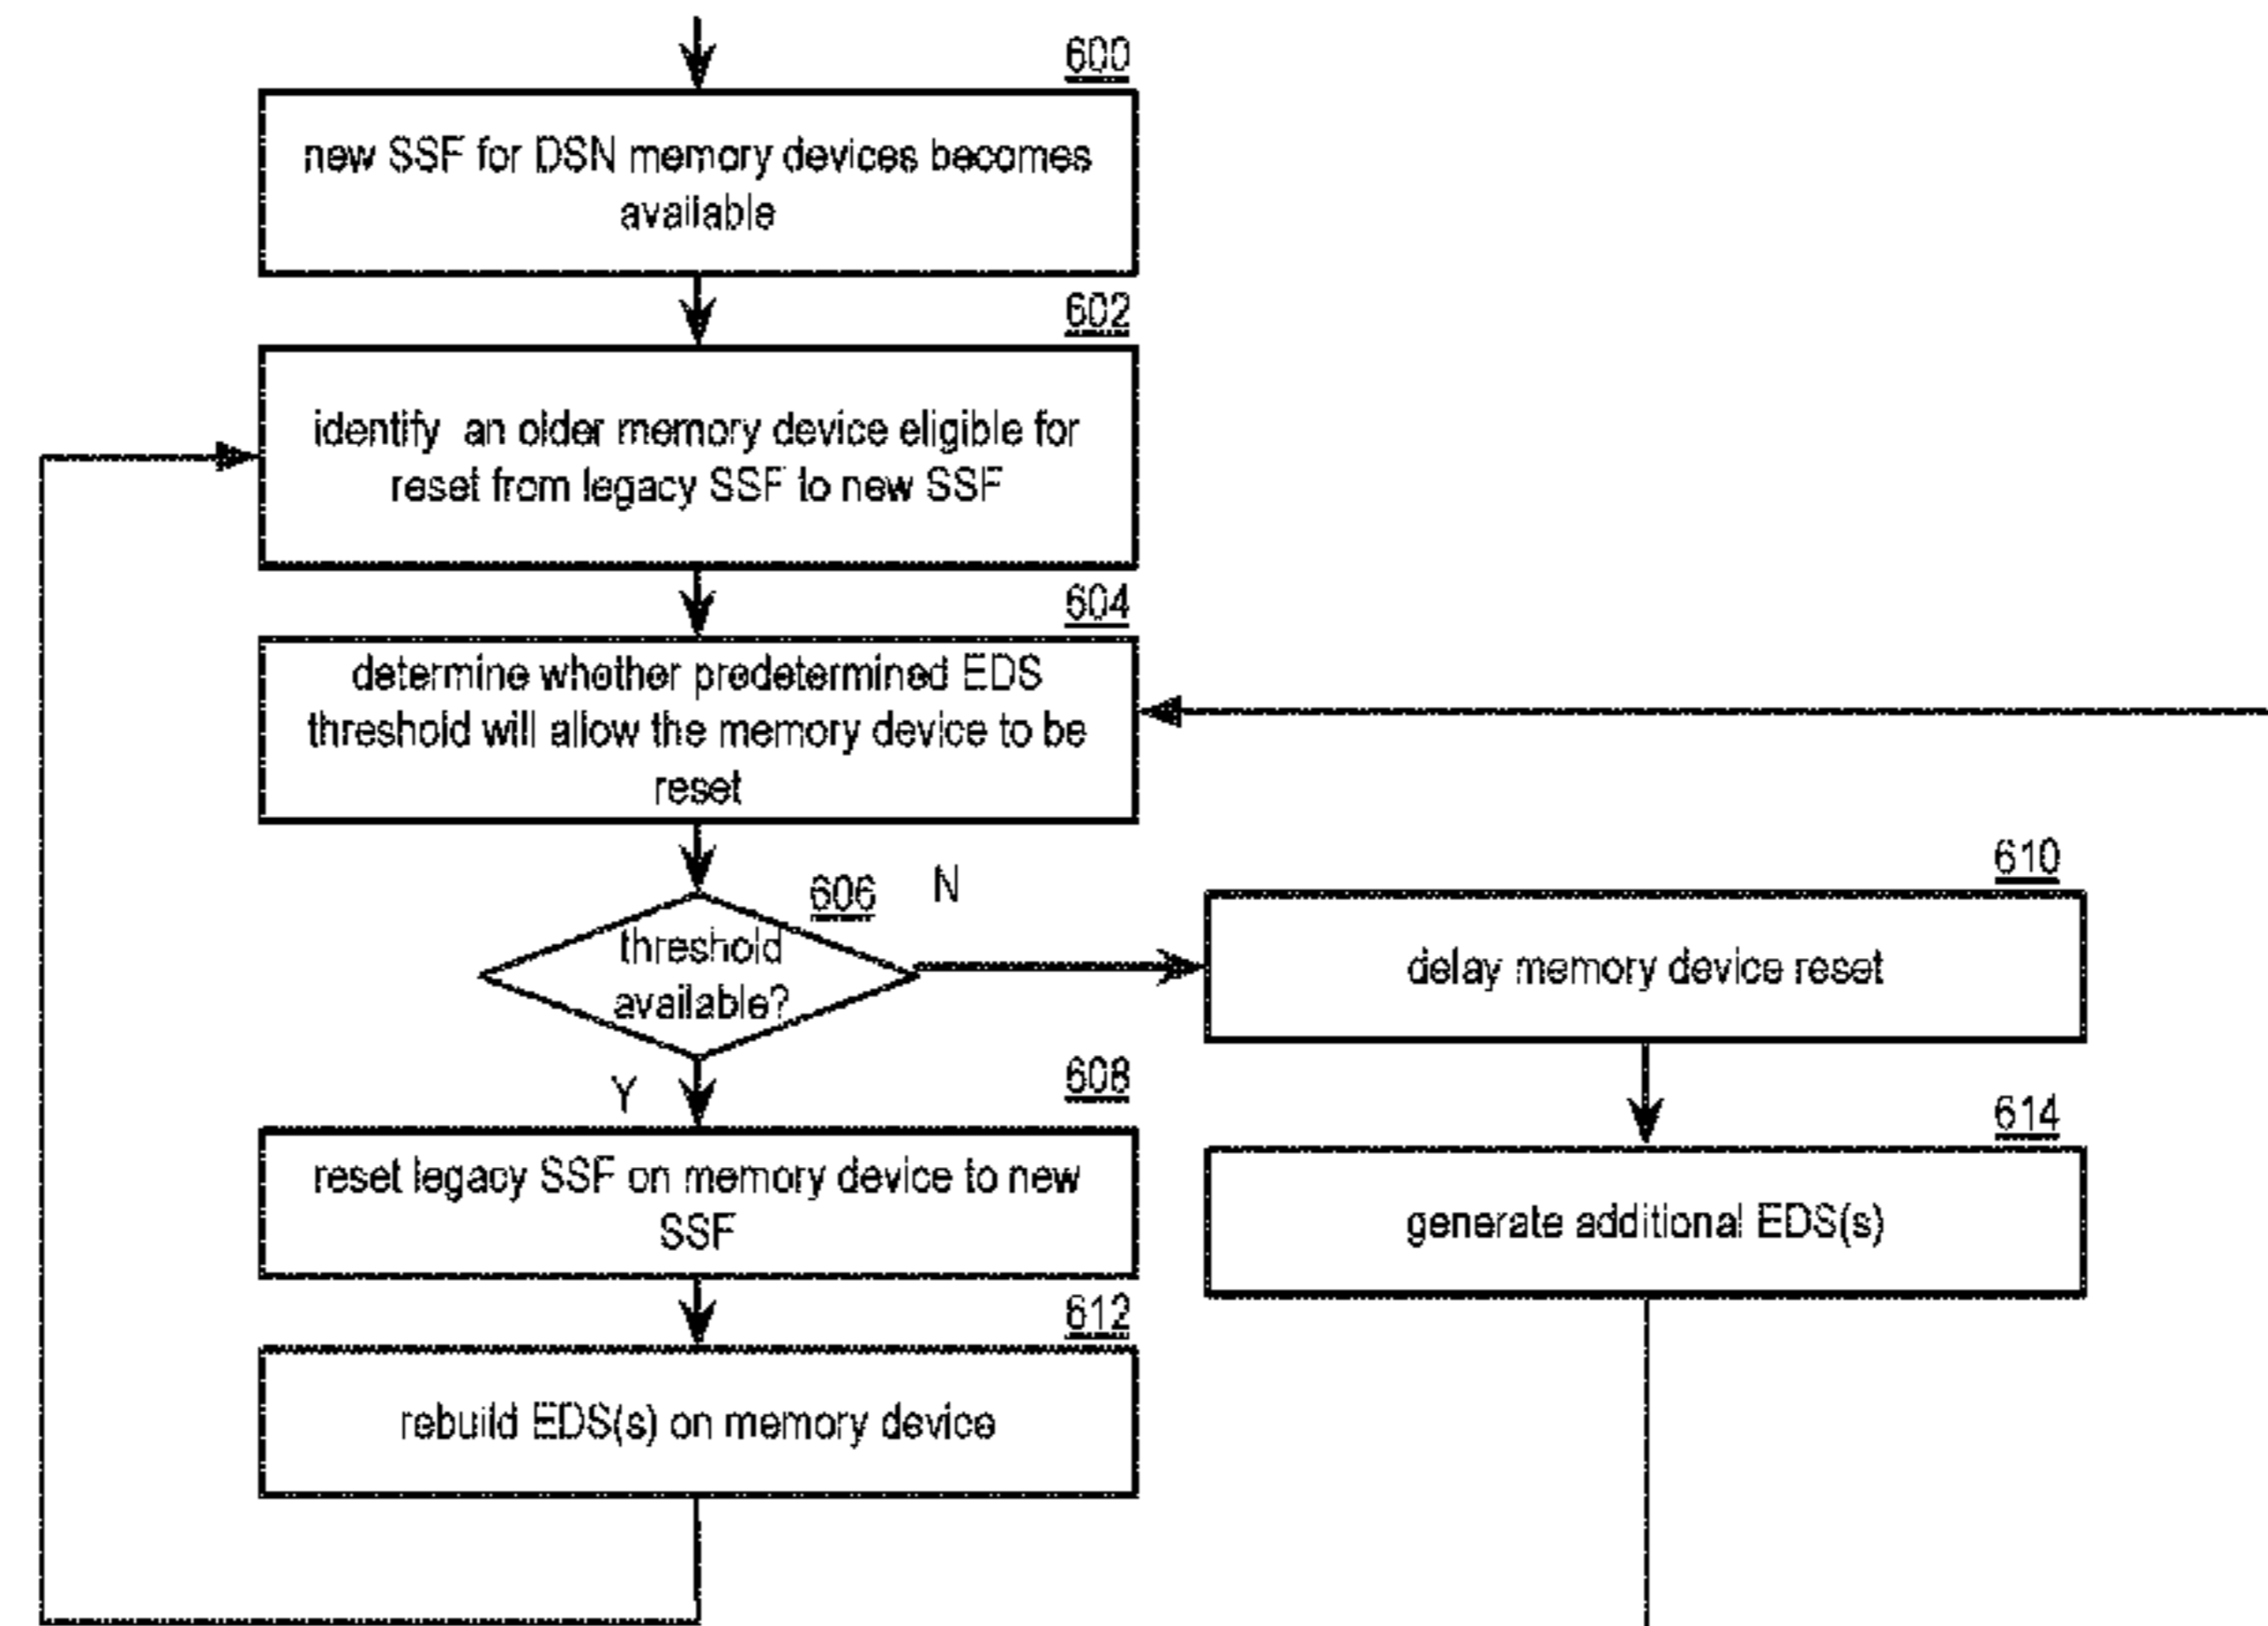 600
new SSF for DSN memory devices becomes
available
602
identify an older memory device eligible for
reset from legacy SSF to new SSF
604
determine whether predetermined EDS
threshold will allow the memory device to be
reset
606
N
threshold
available?
610
delay memory device reset
Y
608
reset legacy SSF on memory device to new
SSF
614
generate additional EDS(s)
612
rebuild EDS(s) on memory device